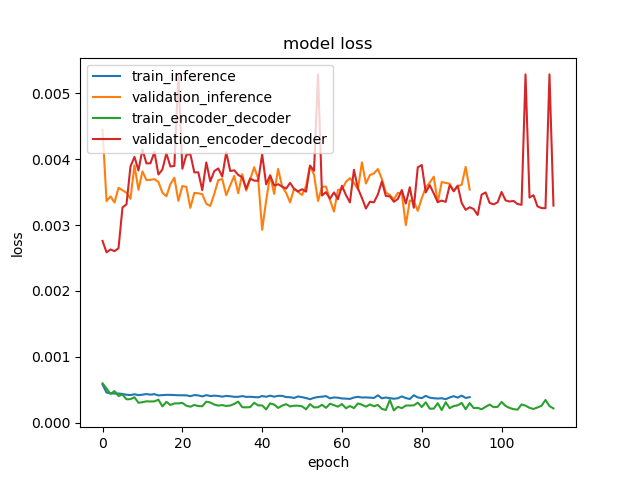 model loss
train_inference
validation_inference
train_encoder_decoder
validation_encoder_decoder
loss
0.005
0.004
0.003
0.002
0.001
0.000
0
20
40
60
80
100
epoch